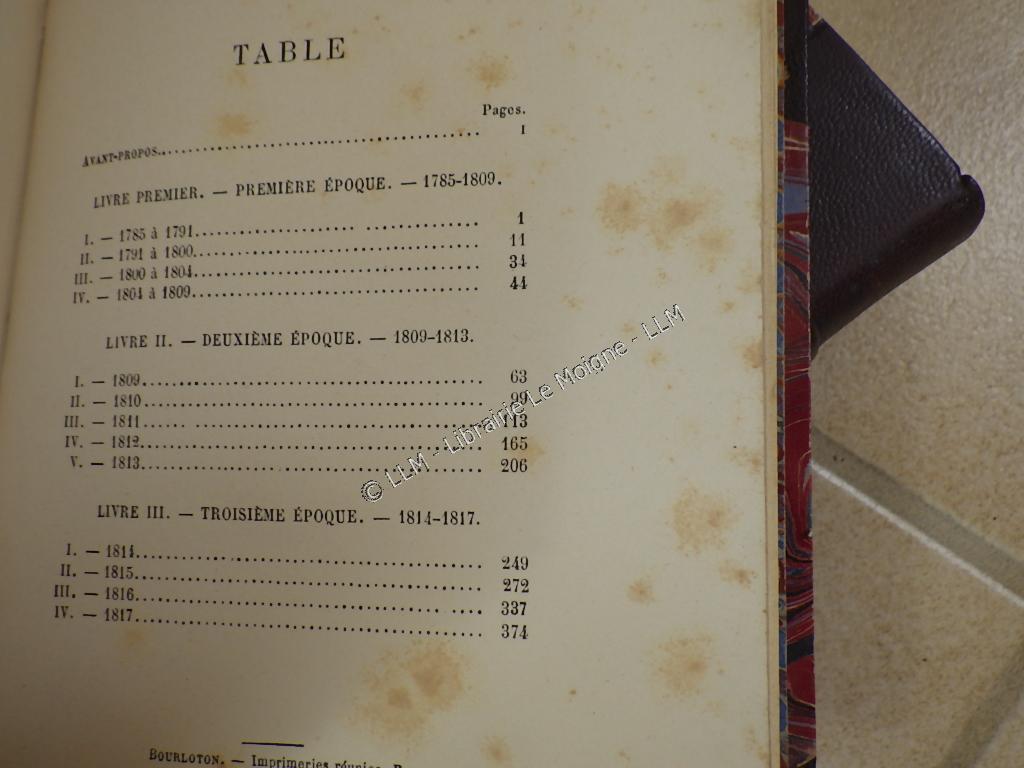 TABLE
Pages.
AVANT-PROPOS.......... I
LIVRE PREMIER. — PREMIÈRE ÉPOQUE. — 1785-1809.
I. — 1785 à 1791.......... 1
II. — 1791 à 1800.......... 11
III. — 1800 à 1804.......... 34
IV. — 1804 à 1809.......... 44
LIVRE II. — DEUXIÈME ÉPOQUE. — 1809-1813.
I. — 1809.......... 63
II. — 1810.......... 99
III. — 1811.......... 113
IV. — 1812.......... 165
V. — 1813.......... 206
LIVRE III. — TROISIÈME ÉPOQUE. — 1814-1817.
I. — 1814.......... 249
II. — 1815.......... 272
III. — 1816.......... 337
IV. — 1817.......... 374
BOURLOTON. — Imprimeries réunies.
© LLM - Librairie Le Moigne - LLM